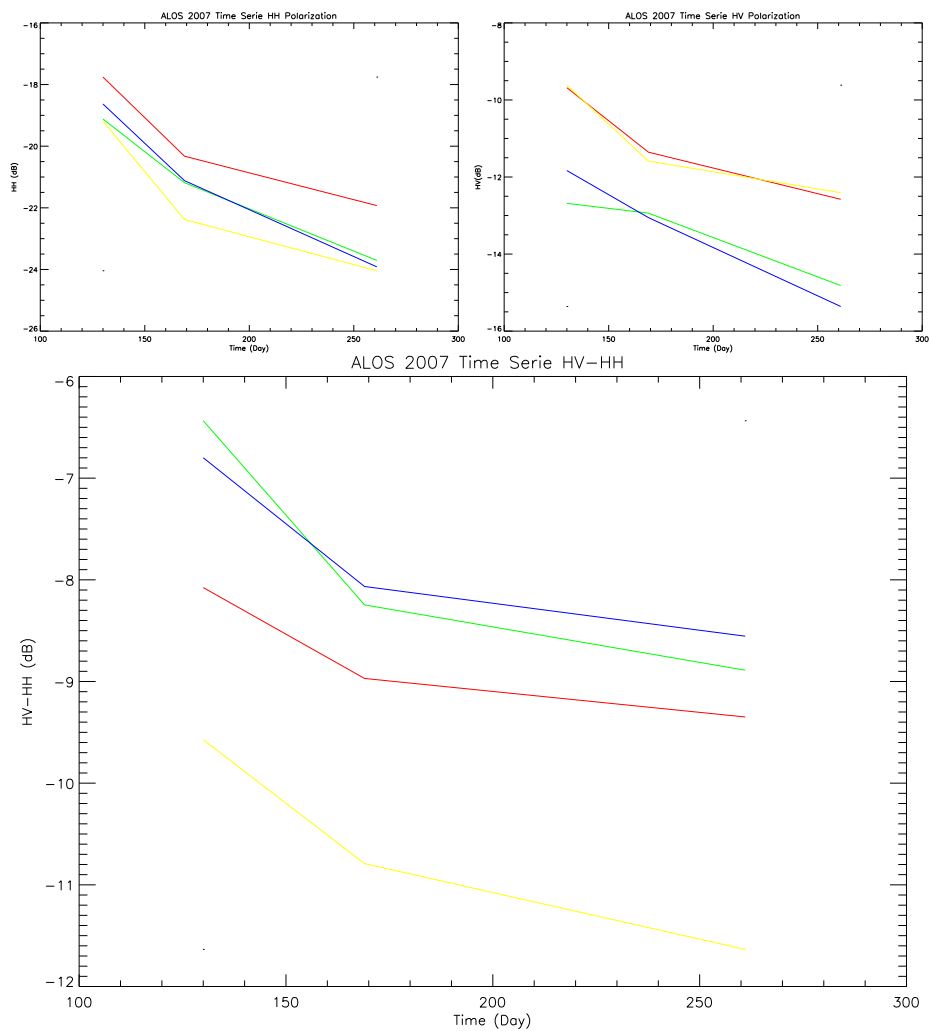 ALOS 2007 Time Serie HH Polarization
-16
-18
-20
-22
-24
-26
HH (dB)
100 150 200 250 300
Time (Day)
ALOS 2007 Time Serie HV Polarization
-8
-10
-12
-14
-16
HV(dB)
100 150 200 250 300
Time (Day)
ALOS 2007 Time Serie HV-HH
-6
-7
-8
-9
-10
-11
-12
HV-HH (dB)
100 150 200 250 300
Time (Day)